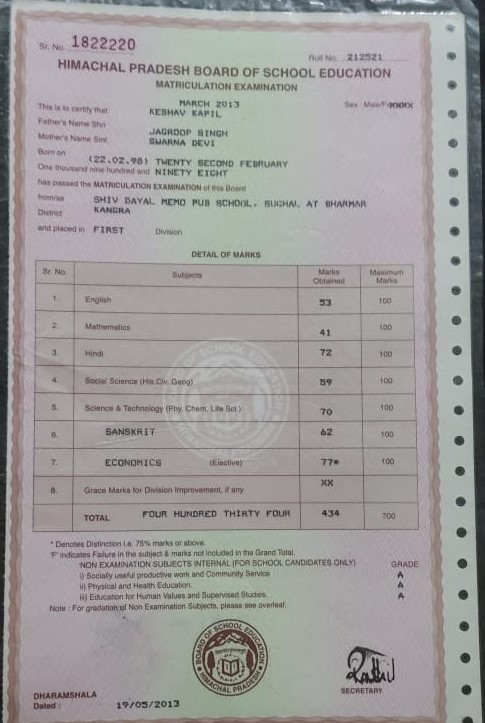 Sr. No. 1822220
Roll No. 212521
HIMACHAL PRADESH BOARD OF SCHOOL EDUCATION
MATRICULATION EXAMINATION
MARCH 2013
This is to certify that KESHAV KAPIL Sex Male/F
Father's Name Shri JAGROOP SINGH
Mother's Name Smt. SWARNA DEVI
Born on (22.02.98) TWENTY SECOND FEBRUARY
One thousand nine hundred and NINETY EIGHT
has passed the MATRICULATION EXAMINATION of this Board
from/as SHIV DAYAL MEMO PUB SCHOOL, SUGHAL AT BHARMAR
District KANGRA
and placed in FIRST Division
DETAIL OF MARKS
Sr. No. Subjects Marks Obtained Maximum Marks
1. English 53 100
2. Mathematics 41 100
3. Hindi 72 100
4. Social Science (His.Civ. Geog) 59 100
5. Science & Technology (Phy. Chem. Life Sci.) 70 100
6. SANSKRIT 62 100
7. ECONOMICS (Elective) 77* 100
8. Grace Marks for Division Improvement, if any XX
TOTAL FOUR HUNDRED THIRTY FOUR 434 700
* Denotes Distinction i.e. 75% marks or above.
'F' indicates Failure in the subject & marks not included in the Grand Total.
NON EXAMINATION SUBJECTS INTERNAL (FOR SCHOOL CANDIDATES ONLY) GRADE
i) Socially useful productive work and Community Service A
ii) Physical and Health Education. A
iii) Education for Human Values and Supervised Studies. A
Note : For gradation of Non Examination Subjects, please see overleaf.
BOARD OF SCHOOL EDUCATION
HIMACHAL PRADESH
SECRETARY
DHARAMSHALA
Dated : 19/05/2013